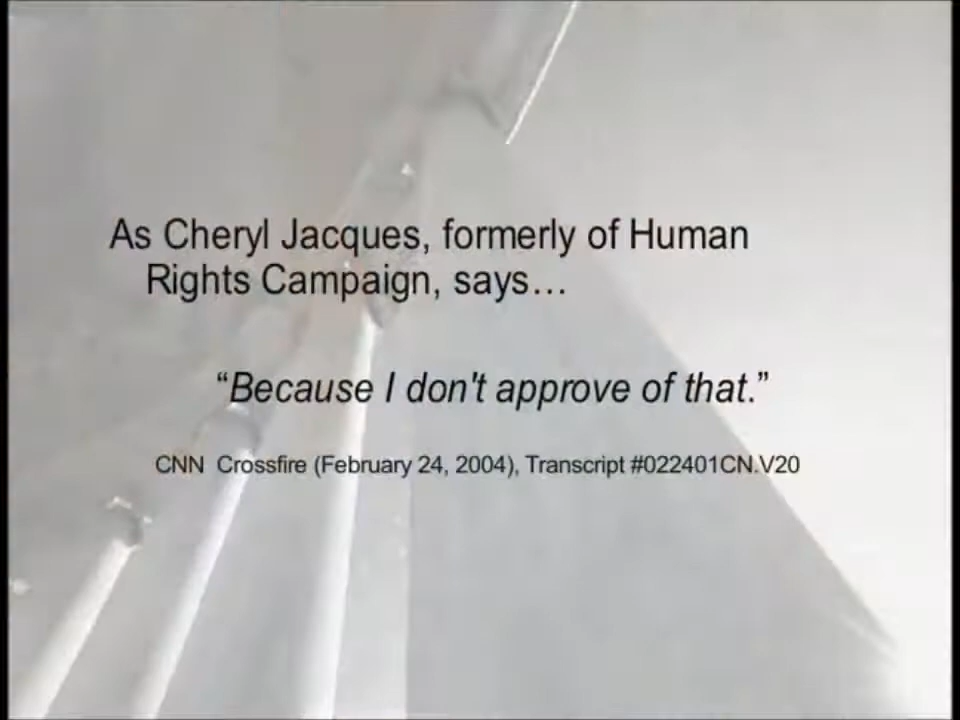 As Cheryl Jacques, formerly of Human
Rights Campaign, says…
“Because I don't approve of that.”
CNN Crossfire (February 24, 2004), Transcript #022401CN.V20